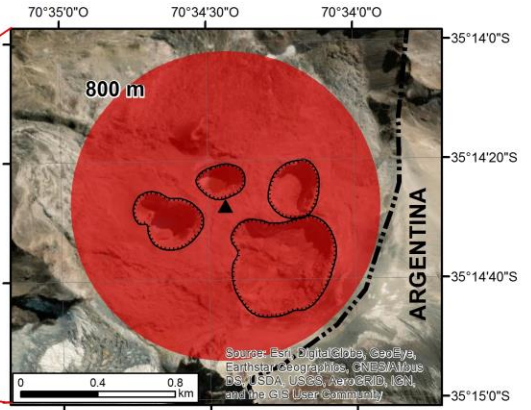 70°35'0"O 70°34'30"O 70°34'0"O
35°14'0"S
800 m
35°14'20"S
ARGENTINA
35°14'40"S
Source: Esri, DigitalGlobe, GeoEye,
Earthstar Geographics, CNES/Airbus
DS, USDA, USGS, AeroGRID, IGN,
and the GIS User Community
0 0.4 0.8
km
35°15'0"S